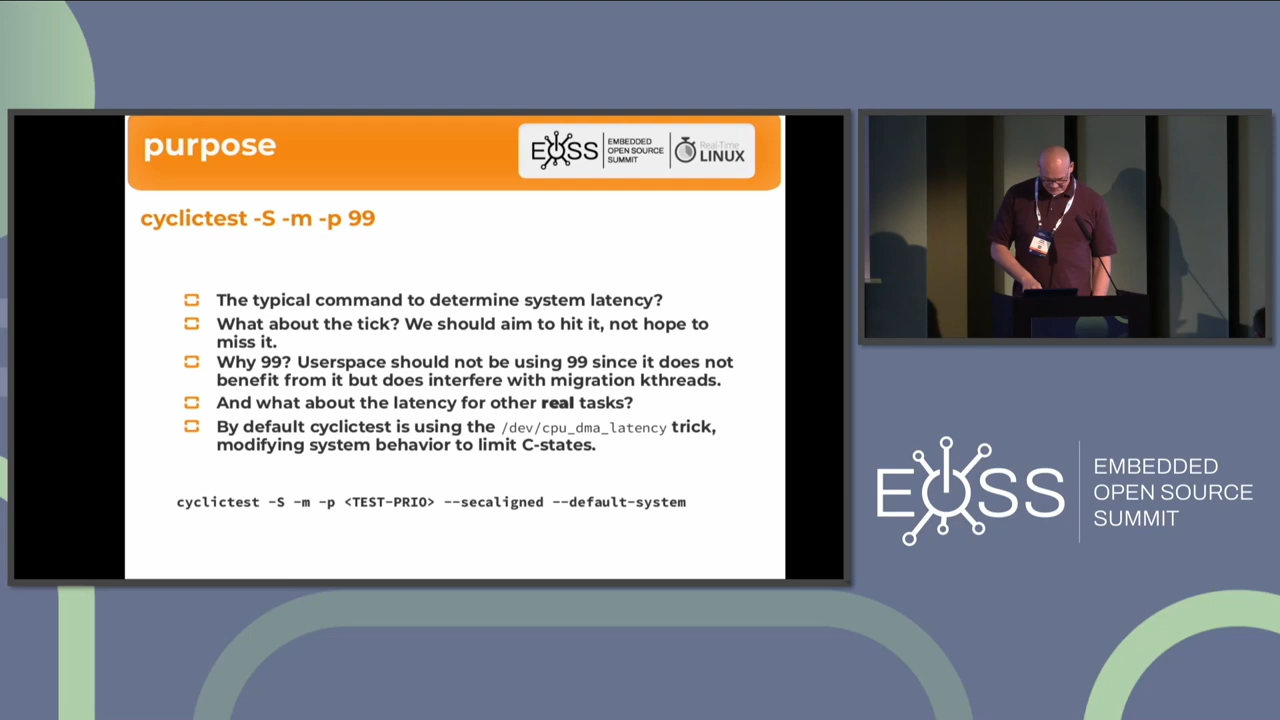 purpose
EOSS
EMBEDDED
OPEN SOURCE
SUMMIT
Real-Time
LINUX
cyclictest -S -m -p 99
The typical command to determine system latency?
What about the tick? We should aim to hit it, not hope to
miss it.
Why 99? Userspace should not be using 99 since it does not
benefit from it but does interfere with migration kthreads.
And what about the latency for other real tasks?
By default cyclictest is using the /dev/cpu_dma_latency trick,
modifying system behavior to limit C-states.
cyclictest -S -m -p <TEST-PRIO> --secaligned --default-system
EOSS
EMBEDDED
OPEN SOURCE
SUMMIT